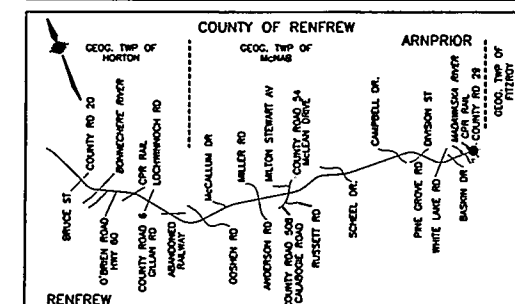 COUNTY OF RENFREW
GEOG. TWP OF
HORTON
GEOG. TWP OF
McNAB
ARNPRIOR
GEOG. TWP OF
FITZROY
COUNTY RD 20
BONNECHERE RIVER
CPR RAIL
LOCHWINNOCH RD
McCALLUM DR
MILLER RD
MILTON STEWART AV
COUNTY ROAD 54
McLEAN DRIVE
CAMPBELL DR.
DIVISION ST
MADAWASKA RIVER
CPR RAIL
COUNTY RD 29
BRUCE ST
O'BRIEN ROAD
HWY 60
COUNTY ROAD 6
GILLAN RD
ABANDONED
RAILWAY
GOSHEN RD
ANDERSON RD
COUNTY ROAD 508
CALABOGIE ROAD
RUSSETT RD
SCHEEL DR.
PINE GROVE RD
WHITE LAKE RD
BASKIN DR
RENFREW